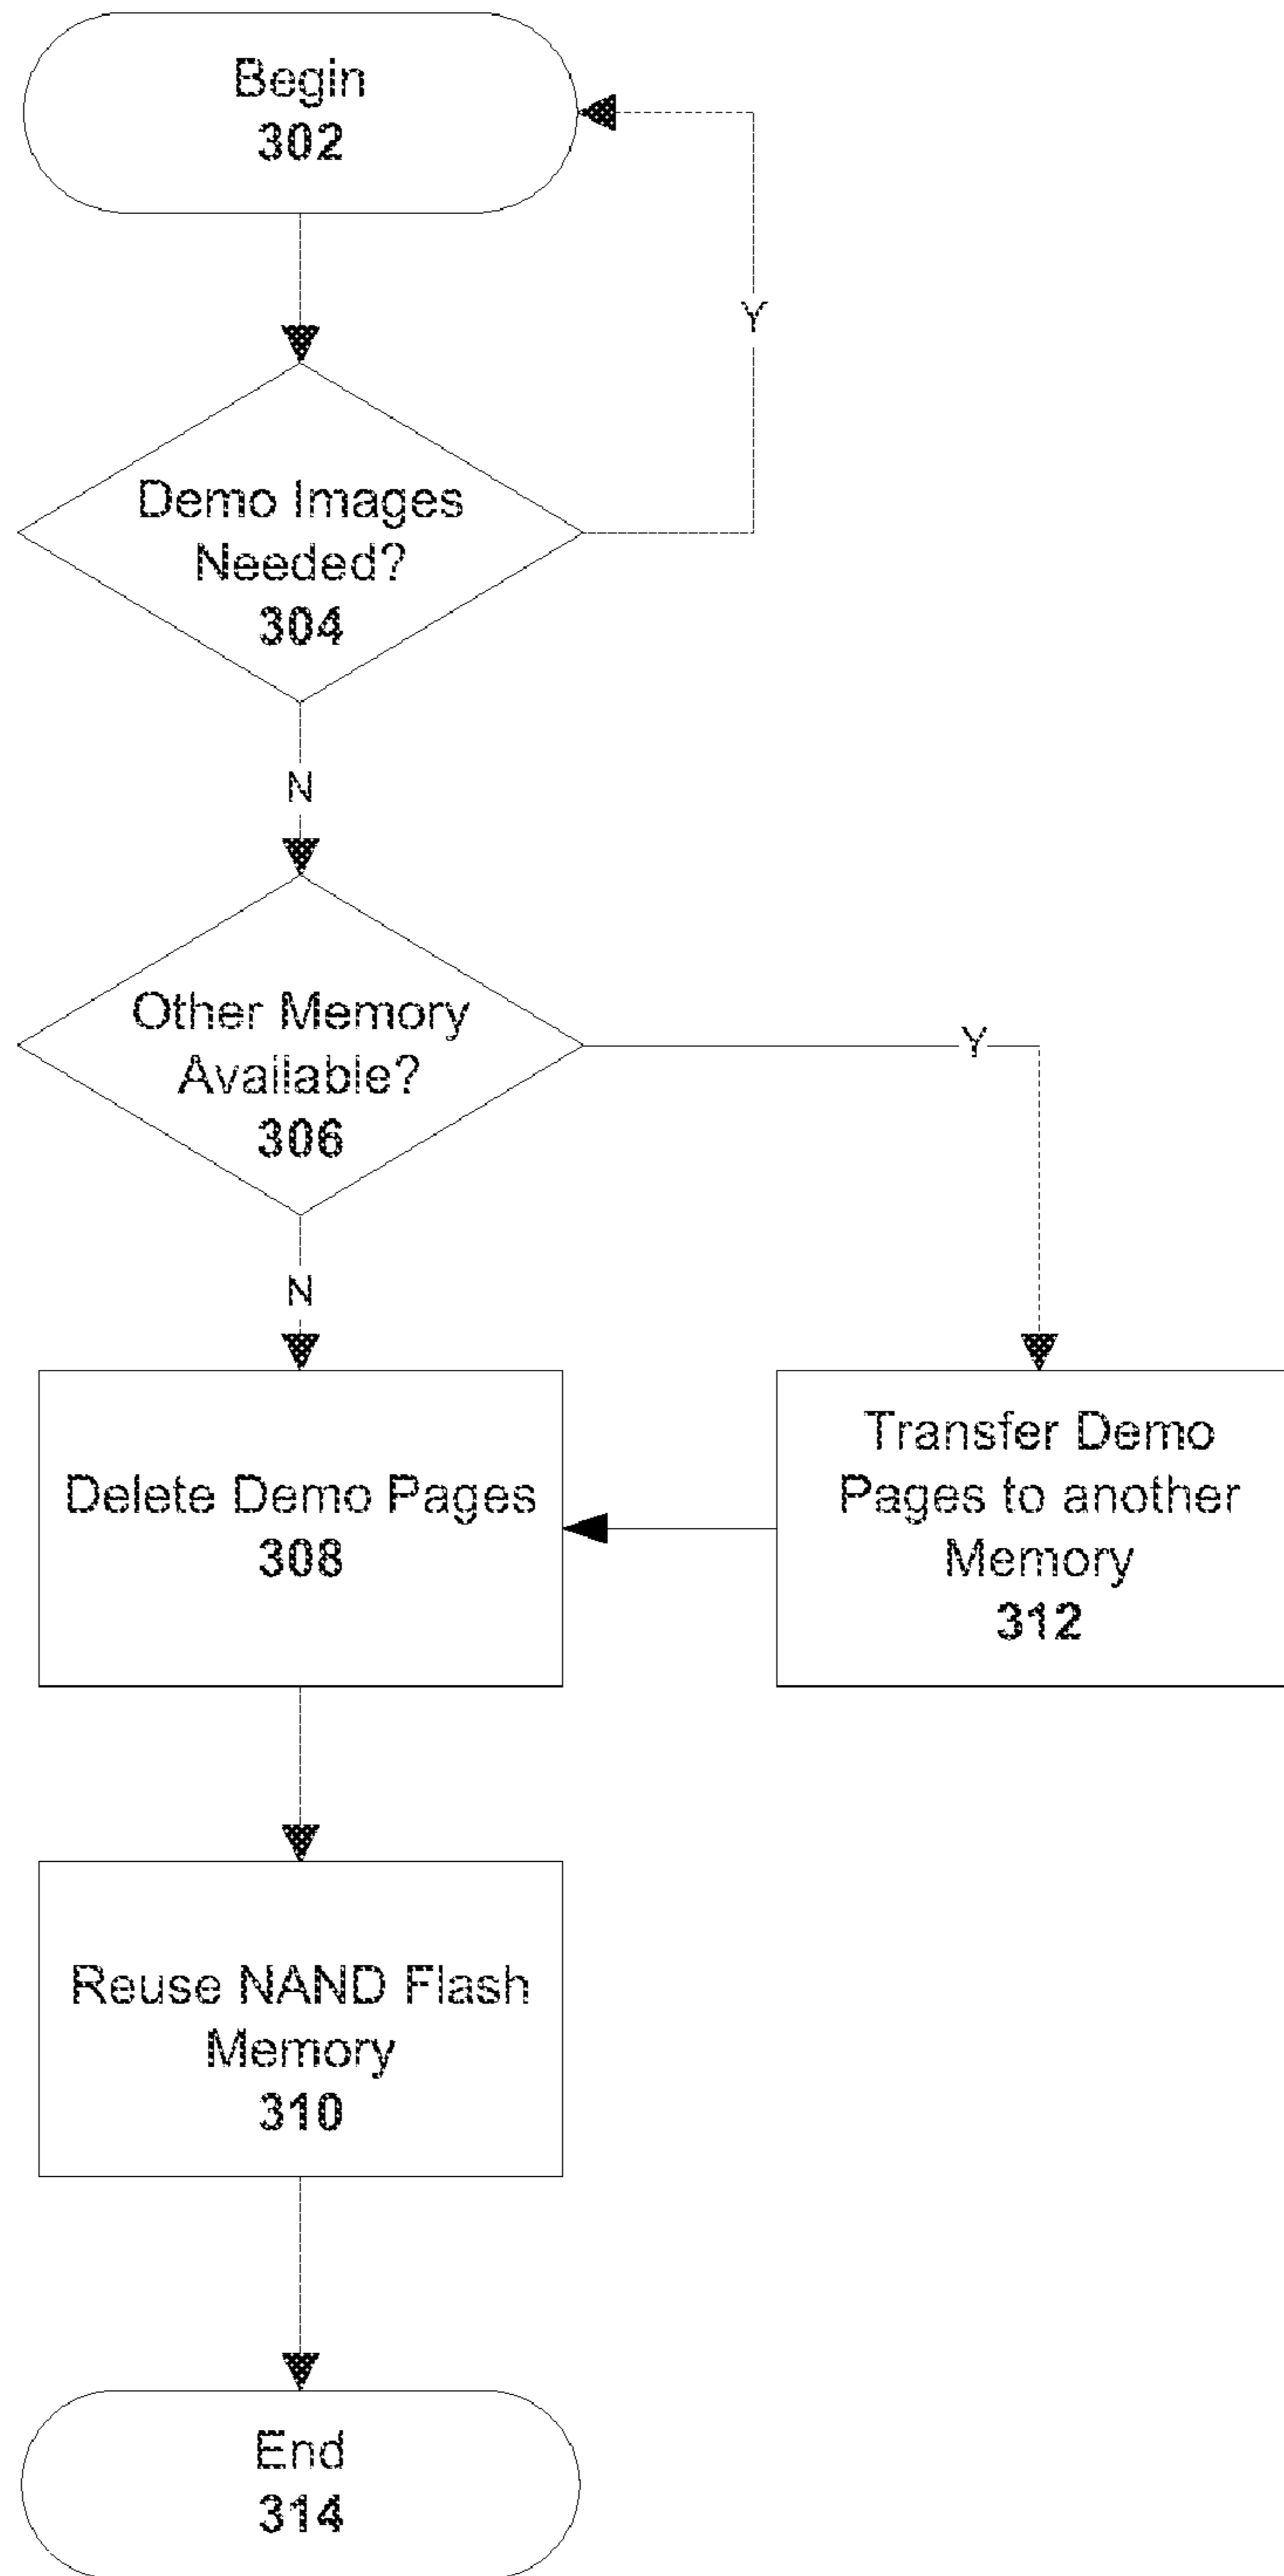 Begin
302
Y
Demo Images
Needed?
304
N
Other Memory
Available?
306
Y
N
Delete Demo Pages
308
Transfer Demo
Pages to another
Memory
312
Reuse NAND Flash
Memory
310
End
314